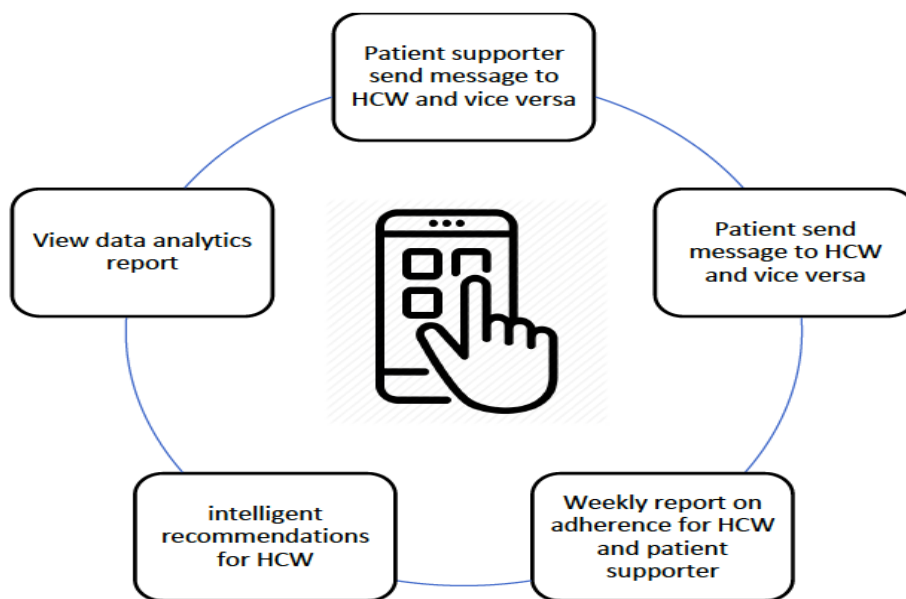 Patient supporter
send message to
HCW and vice versa
Patient send
message to HCW
and vice versa
Weekly report on
adherence for HCW
and patient
supporter
intelligent
recommendations
for HCW
View data analytics
report